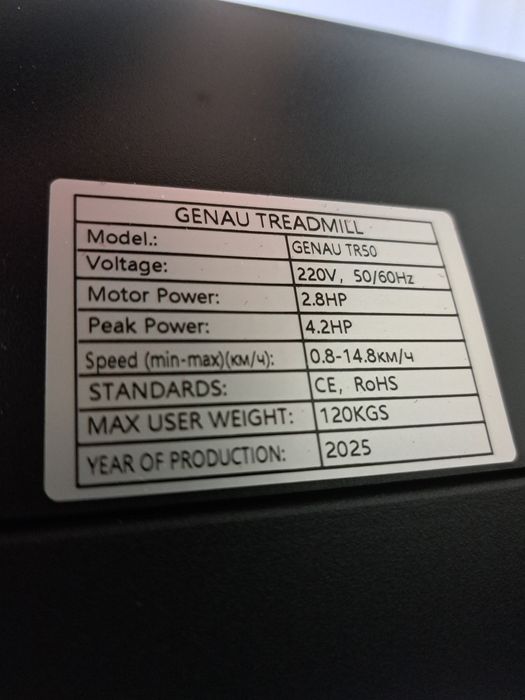 GENAU TREADMILL
Model.: GENAU TR50
Voltage: 220V, 50/60Hz
Motor Power: 2.8HP
Peak Power: 4.2HP
Speed (min-max)(км/ч): 0.8-14.8км/ч
STANDARDS: CE, RoHS
MAX USER WEIGHT: 120KGS
YEAR OF PRODUCTION: 2025